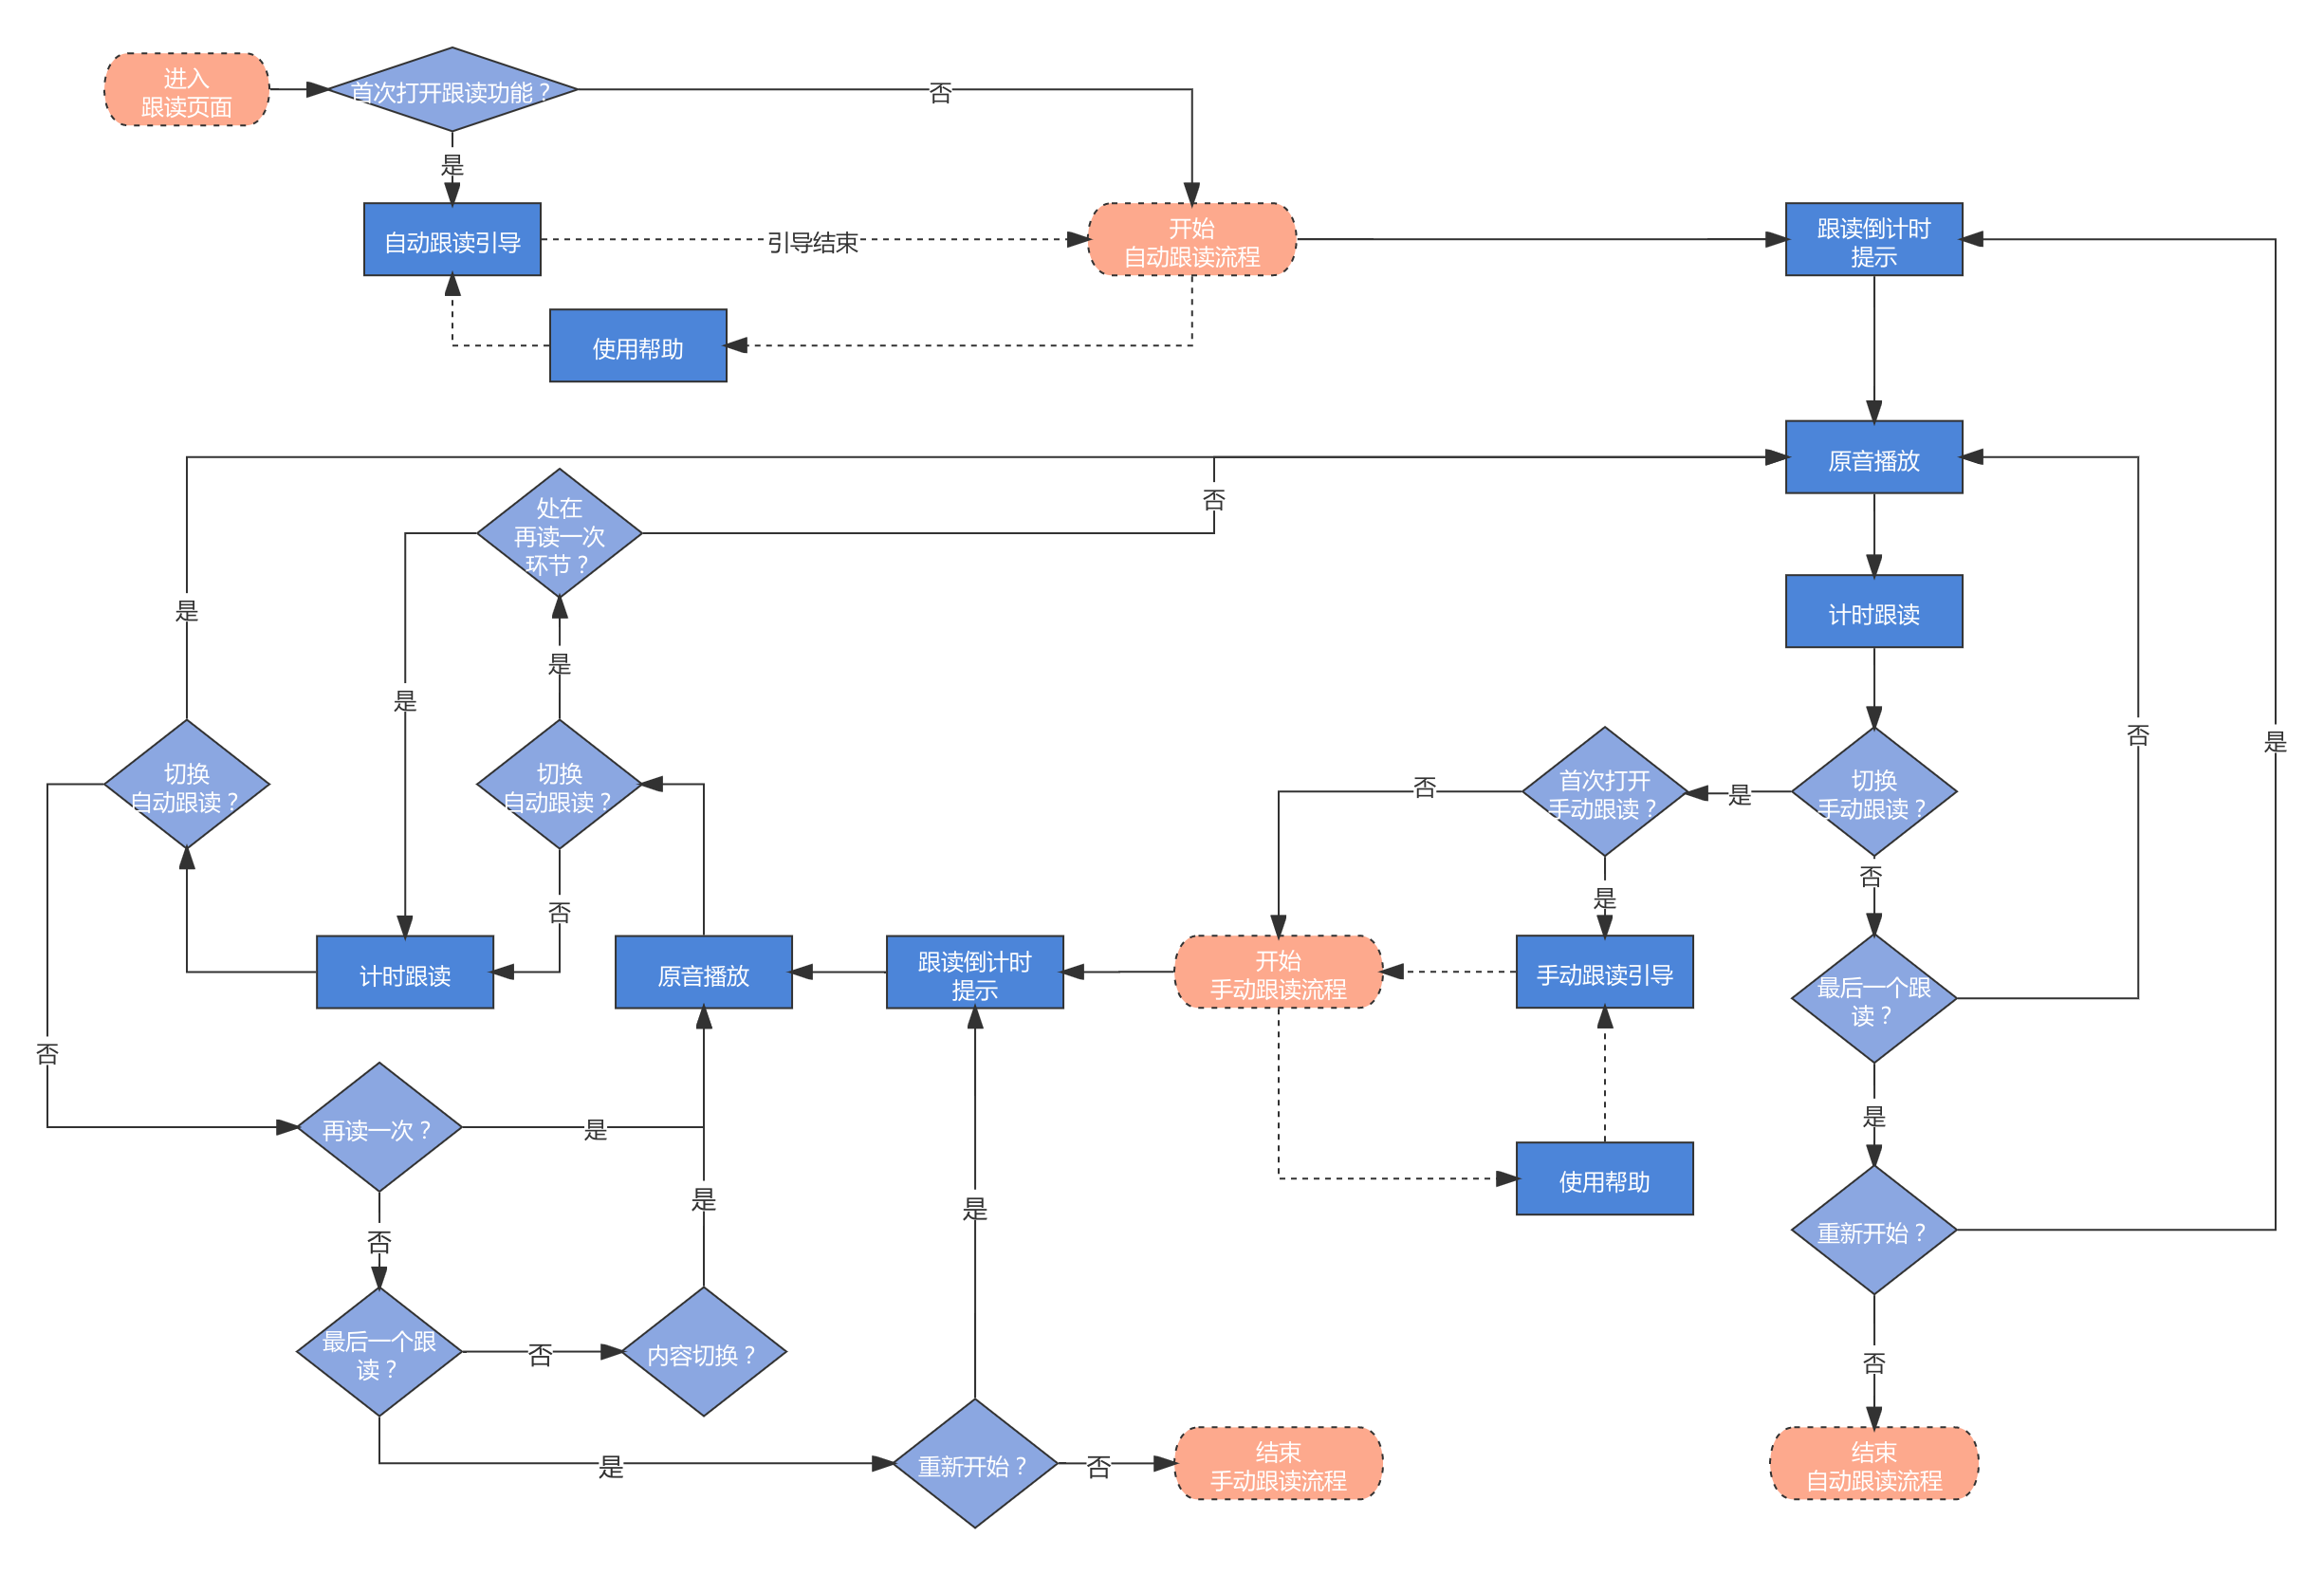 进入
跟读页面
首次打开跟读功能？
否
是
自动跟读引导
引导结束
开始
自动跟读流程
跟读倒计时
提示
使用帮助
原音播放
处在
再读一次
环节？
否
计时跟读
是
是
是
切换
自动跟读？
切换
自动跟读？
首次打开
手动跟读？
切换
手动跟读？
否
是
否
是
否
否
是
计时跟读
原音播放
跟读倒计时
提示
开始
手动跟读流程
手动跟读引导
最后一个跟
读？
否
再读一次？
是
是
是
是
使用帮助
否
重新开始？
最后一个跟
读？
否
内容切换？
否
是
重新开始？
否
结束
手动跟读流程
结束
自动跟读流程